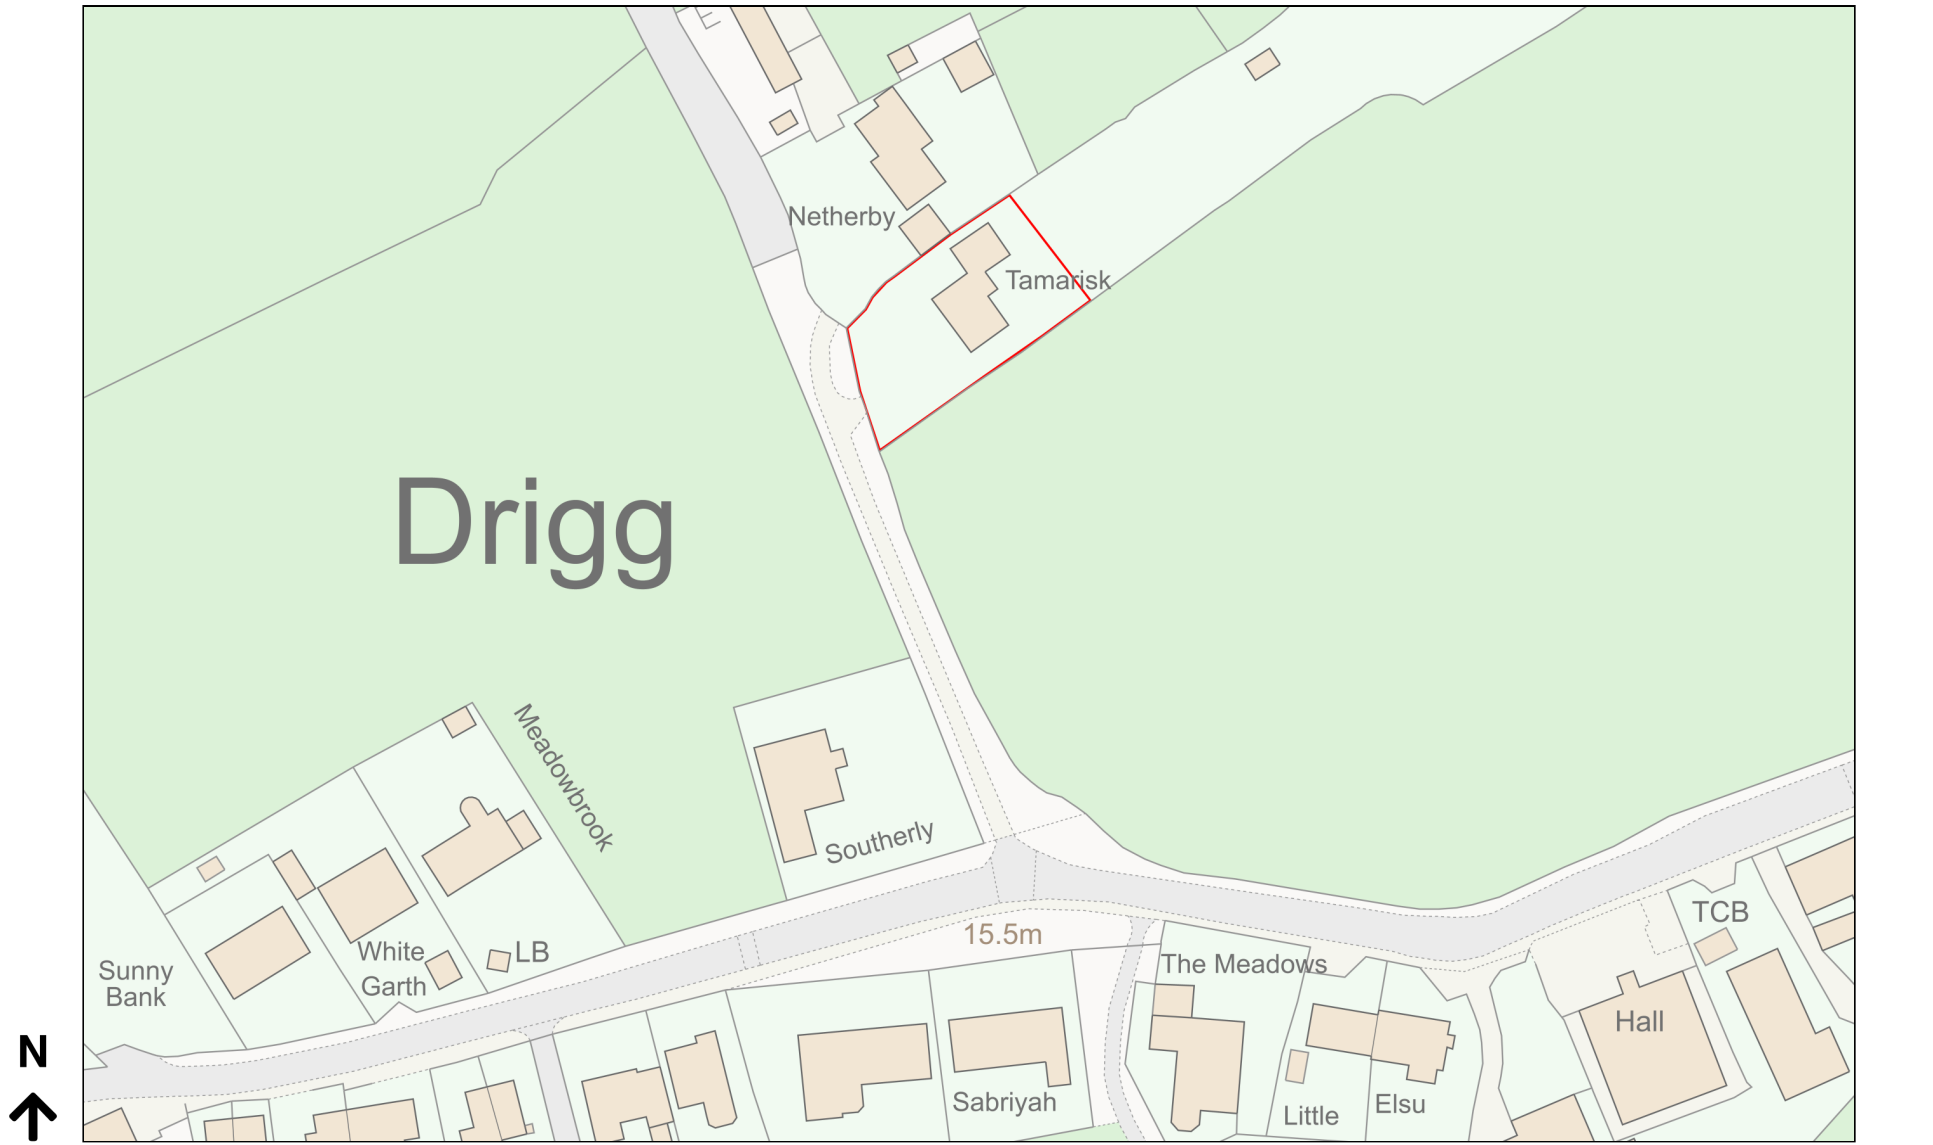 Netherby
Tamarisk
Drigg
Meadowbrook
Southerly
TCB
15.5m
White
Garth
LB
The Meadows
Sunny
Bank
Hall
N
Sabriyah
Little
Elsu